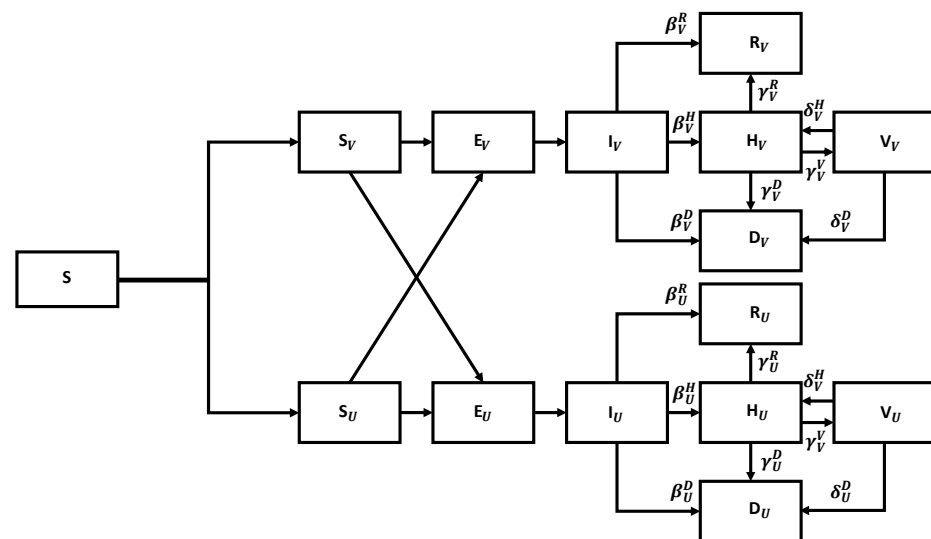 β_V^R
R_V
γ_V^R
S_V
E_V
I_V
β_V^H
H_V
δ_V^H
γ_V^V
V_V
γ_V^D
β_V^D
D_V
δ_V^D
S
β_U^R
R_U
γ_U^R
S_U
E_U
I_U
β_U^H
H_U
δ_V^H
γ_V^V
V_U
γ_U^D
β_U^D
D_U
δ_U^D